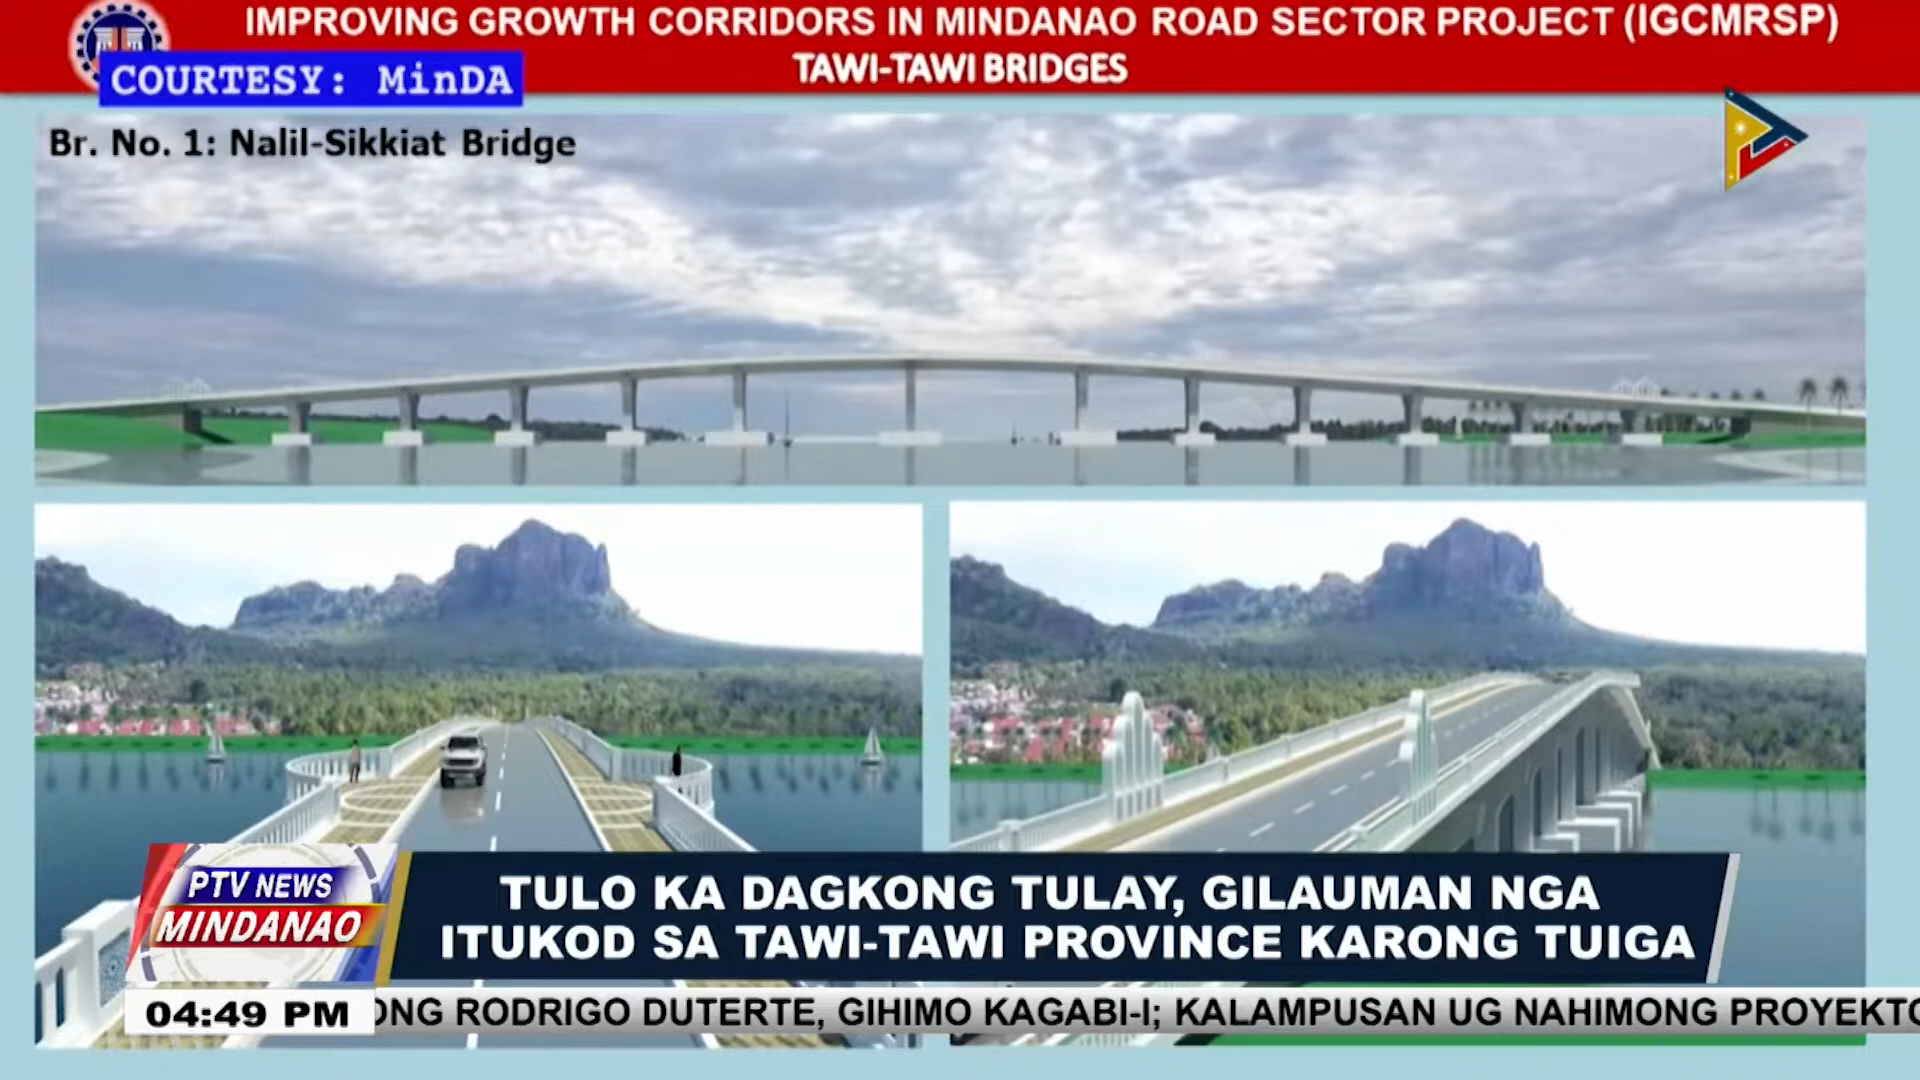 IMPROVING GROWTH CORRIDORS IN MINDANAO ROAD SECTOR PROJECT (IGCMRSP)
TAWI-TAWI BRIDGES
COURTESY: MinDA
Br. No. 1: Nalil-Sikkiat Bridge
PTV NEWS
MINDANAO
TULO KA DAGKONG TULAY, GILAUMAN NGA
ITUKOD SA TAWI-TAWI PROVINCE KARONG TUIGA
04:49 PM
ONG RODRIGO DUTERTE, GIHIMO KAGABI-I; KALAMPUSAN UG NAHIMONG PROYEKTO